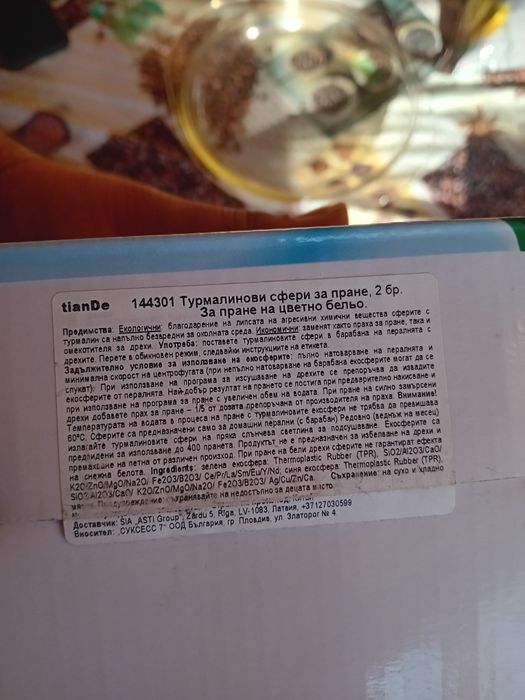 tianDe 144301 Турмалинови сфери за пране, 2 бр.
За пране на цветно бельо.
Предимства: Екологични: благодарение на липсата на агресивни химични вещества сферите с
турмалин са напълно безвредни за околната среда. Икономични: заменят както праха за пране, така и
омекотителя за дрехи. Употреба: поставете турмалиновите сфери в барабана на пералнята с
дрехите. Перете в обикновен режим, следвайки инструкциите на етикета.
Задължително условие за използване на екосферите: пълно натоварване на пералнята и
минимална скорост на центрофугата (при непълно натоварване на барабана екосферите могат да се
спукат). При използване на програма за изсушаване на дрехите се препоръчва да извадите
екосферите от пералнята. Най-добър резултат на прането се постига при предварително накисване и
при използване на програма за пране с увеличен обем на водата. При пране на силно замърсени
дрехи добавете прах за пране – 1/5 от дозата препоръчана от производителя на праха. Внимание!
Температурата на водата в процеса на пране с турмалиновите екосфери не трябва да превишава
60°C. Сферите са предназначени само за домашни перални (с барабан) Редовно (веднъж на месец)
излагайте турмалиновите сфери на пряка слънчева светлина за подсушаване. Екосферите са
предвидени за използване до 400 пранета. Продуктът не е предназначен за избелване на дрехи и
премахване на петна от различен произход. При пране на бели дрехи сферите не гарантират ефекта
на снежна белота. Ingredients: зелена екосфера: Thermoplastic Rubber (TPR), SiO2/Al2O3/CaO/
K2O/ZnO/MgO/Na2O/ Fe2O3/B2O3/ Ce/Pr/La/Sm/Eu/Y/Nd; синя екосфера: Thermoplastic Rubber (TPR),
SiO2/Al2O3/CaO/ K2O/ZnO/MgO/Na2O/ Fe2O3/B2O3/ Ag/Cu/Zn/Ca. Съхранение: на сухо и хладно
Предупреждение: съхранявайте на недостъпно за децата място.
Китай
Доставчик: SIA „ASTI Group“, Zardu 5, Riga, LV-1083, Латвия, +37127030599
Вносител: „СУКСЕСС 7“ ООД България, гр. Пловдив, ул. Златорог № 4